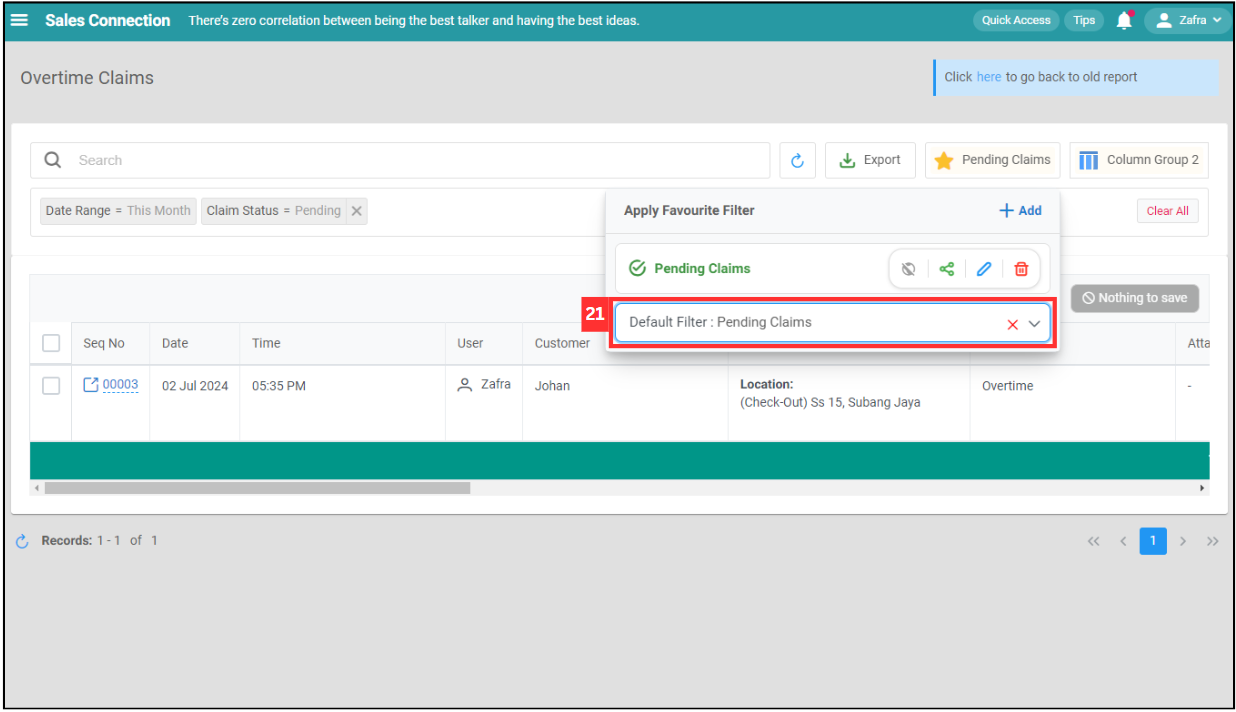 Sales Connection There's zero correlation between being the best talker and having the best ideas. Quick Access Tips Zafra
Overtime Claims
Click here to go back to old report
Search Export Pending Claims Column Group 2
Date Range = This Month Claim Status = Pending Clear All
Apply Favourite Filter + Add
Pending Claims
Nothing to save
21 Default Filter : Pending Claims
Seq No Date Time User Customer Atta
00003 02 Jul 2024 05:35 PM Zafra Johan Location: Overtime -
(Check-Out) Ss 15, Subang Jaya
Records: 1 - 1 of 1 << < 1 > >>